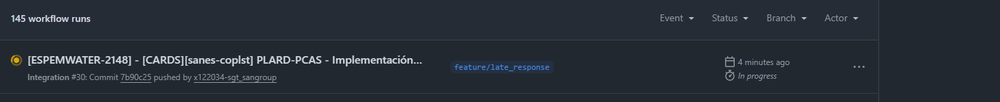 145 workflow runs
Event Status Branch Actor
[ESPEMWATER-2148] - [CARDS][sanes-coplst] PLARD-PCAS - Implementación...
Integration #30: Commit 7b90c25 pushed by x122034-sgt_sangroup
feature/late_response
4 minutes ago
In progress